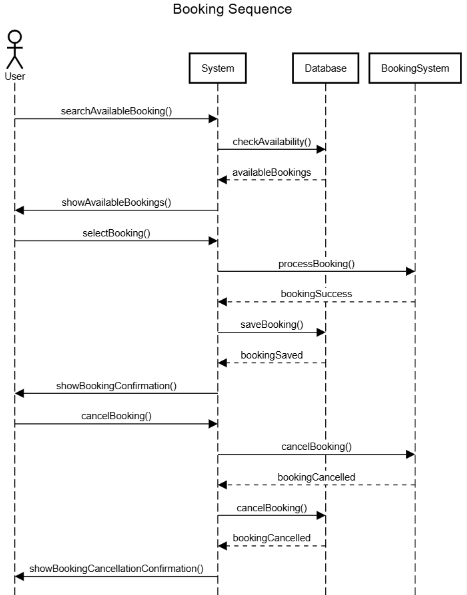 Booking Sequence
User
System
Database
BookingSystem
searchAvailableBooking()
checkAvailability()
availableBookings
showAvailableBookings()
selectBooking()
processBooking()
bookingSuccess
saveBooking()
bookingSaved
showBookingConfirmation()
cancelBooking()
cancelBooking()
bookingCancelled
cancelBooking()
bookingCancelled
showBookingCancellationConfirmation()